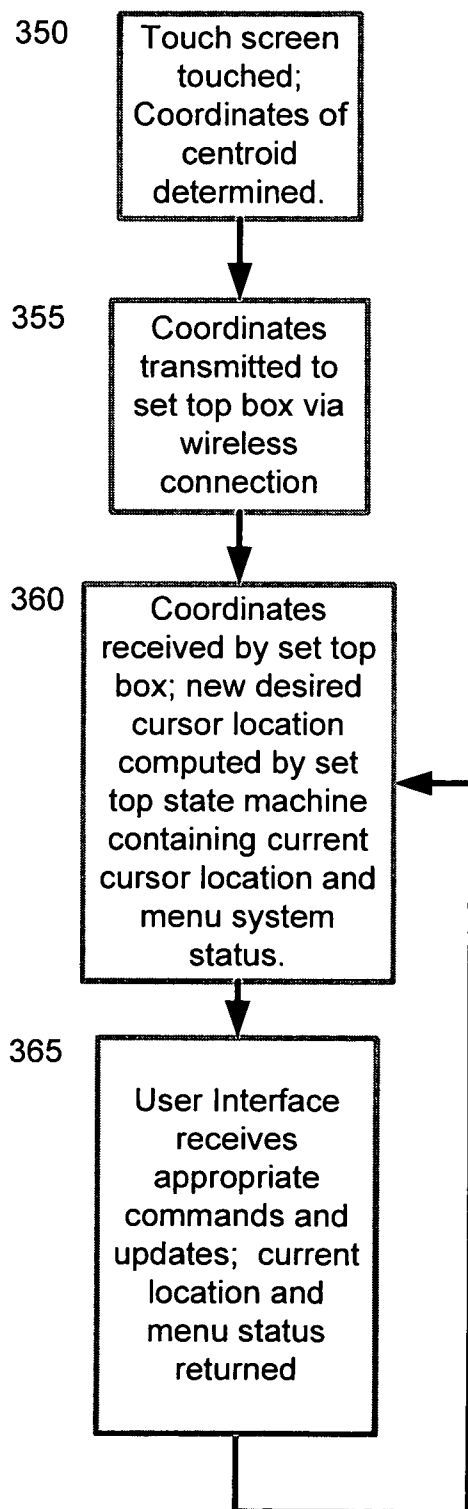 350
Touch screen
touched;
Coordinates of
centroid
determined.
355
Coordinates
transmitted to
set top box via
wireless
connection
360
Coordinates
received by set top
box; new desired
cursor location
computed by set
top state machine
containing current
cursor location and
menu system
status.
365
User Interface
receives
appropriate
commands and
updates; current
location and
menu status
returned